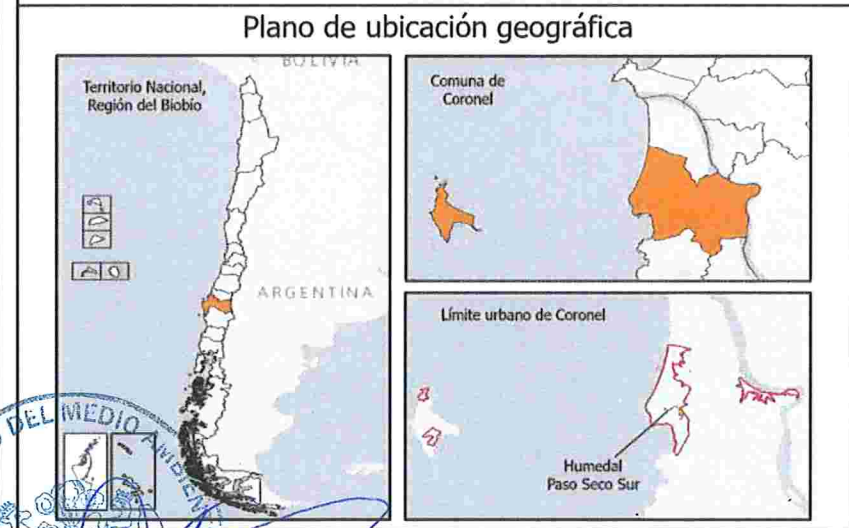 Plano de ubicación geográfica
BOLIVIA
Territorio Nacional,
Región del Biobío
ARGENTINA
Comuna de
Coronel
Límite urbano de Coronel
Humedal
Paso Seco Sur
DEL MEDIO AMBIENTE